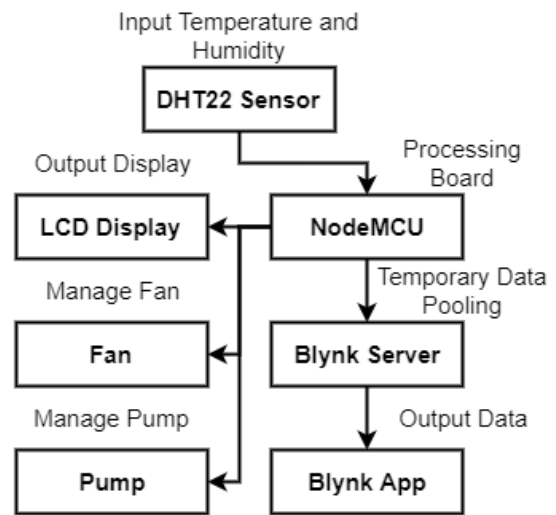 Input Temperature and
Humidity
DHT22 Sensor
Output Display
Processing
Board
LCD Display
NodeMCU
Manage Fan
Temporary Data
Pooling
Fan
Blynk Server
Manage Pump
Output Data
Pump
Blynk App